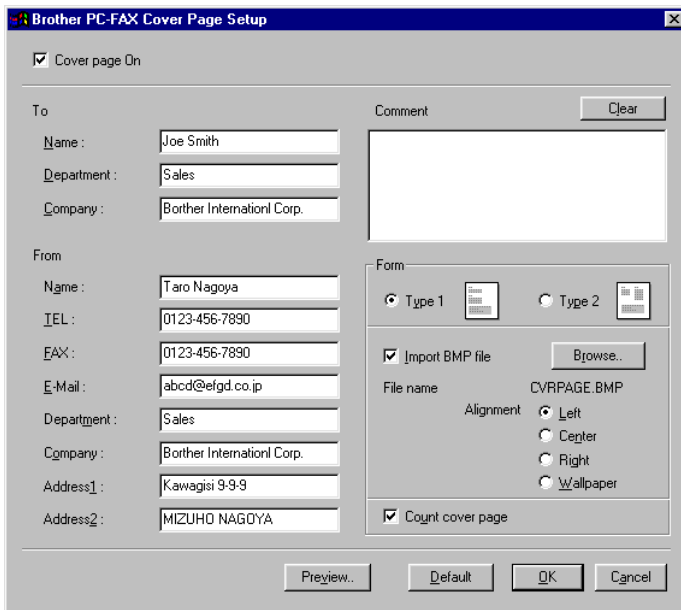 Brother PC-FAX Cover Page Setup
Cover page On
To
Name : Joe Smith
Department : Sales
Company : Borther Internationl Corp.
From
Name : Taro Nagoya
TEL : 0123-456-7890
FAX : 0123-456-7890
E-Mail : abcd@efgd.co.jp
Department : Sales
Company : Borther Internationl Corp.
Address1 : Kawagisi 9-9-9
Address2 : MIZUHO NAGOYA
Comment Clear
Form
Type 1 Type 2
Import BMP file Browse..
File name CVRPAGE.BMP
Alignment Left
Center
Right
Wallpaper
Count cover page
Preview.. Default OK Cancel